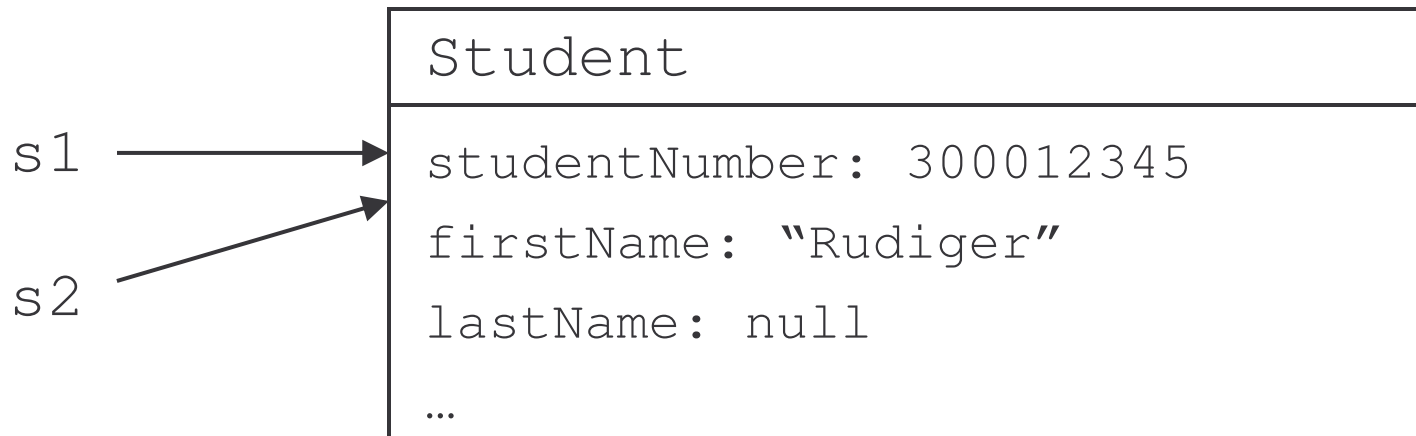 Student
s1
studentNumber: 300012345
firstName: “Rudiger”
s2
lastName: null
…